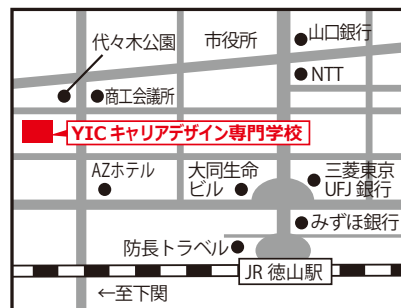 代々木公園
市役所
山口銀行
NTT
商工会議所
YIC キャリアデザイン専門学校
AZホテル
大同生命
ビル
三菱東京
UFJ 銀行
みずほ銀行
防長トラベル
JR 徳山駅
←至下関